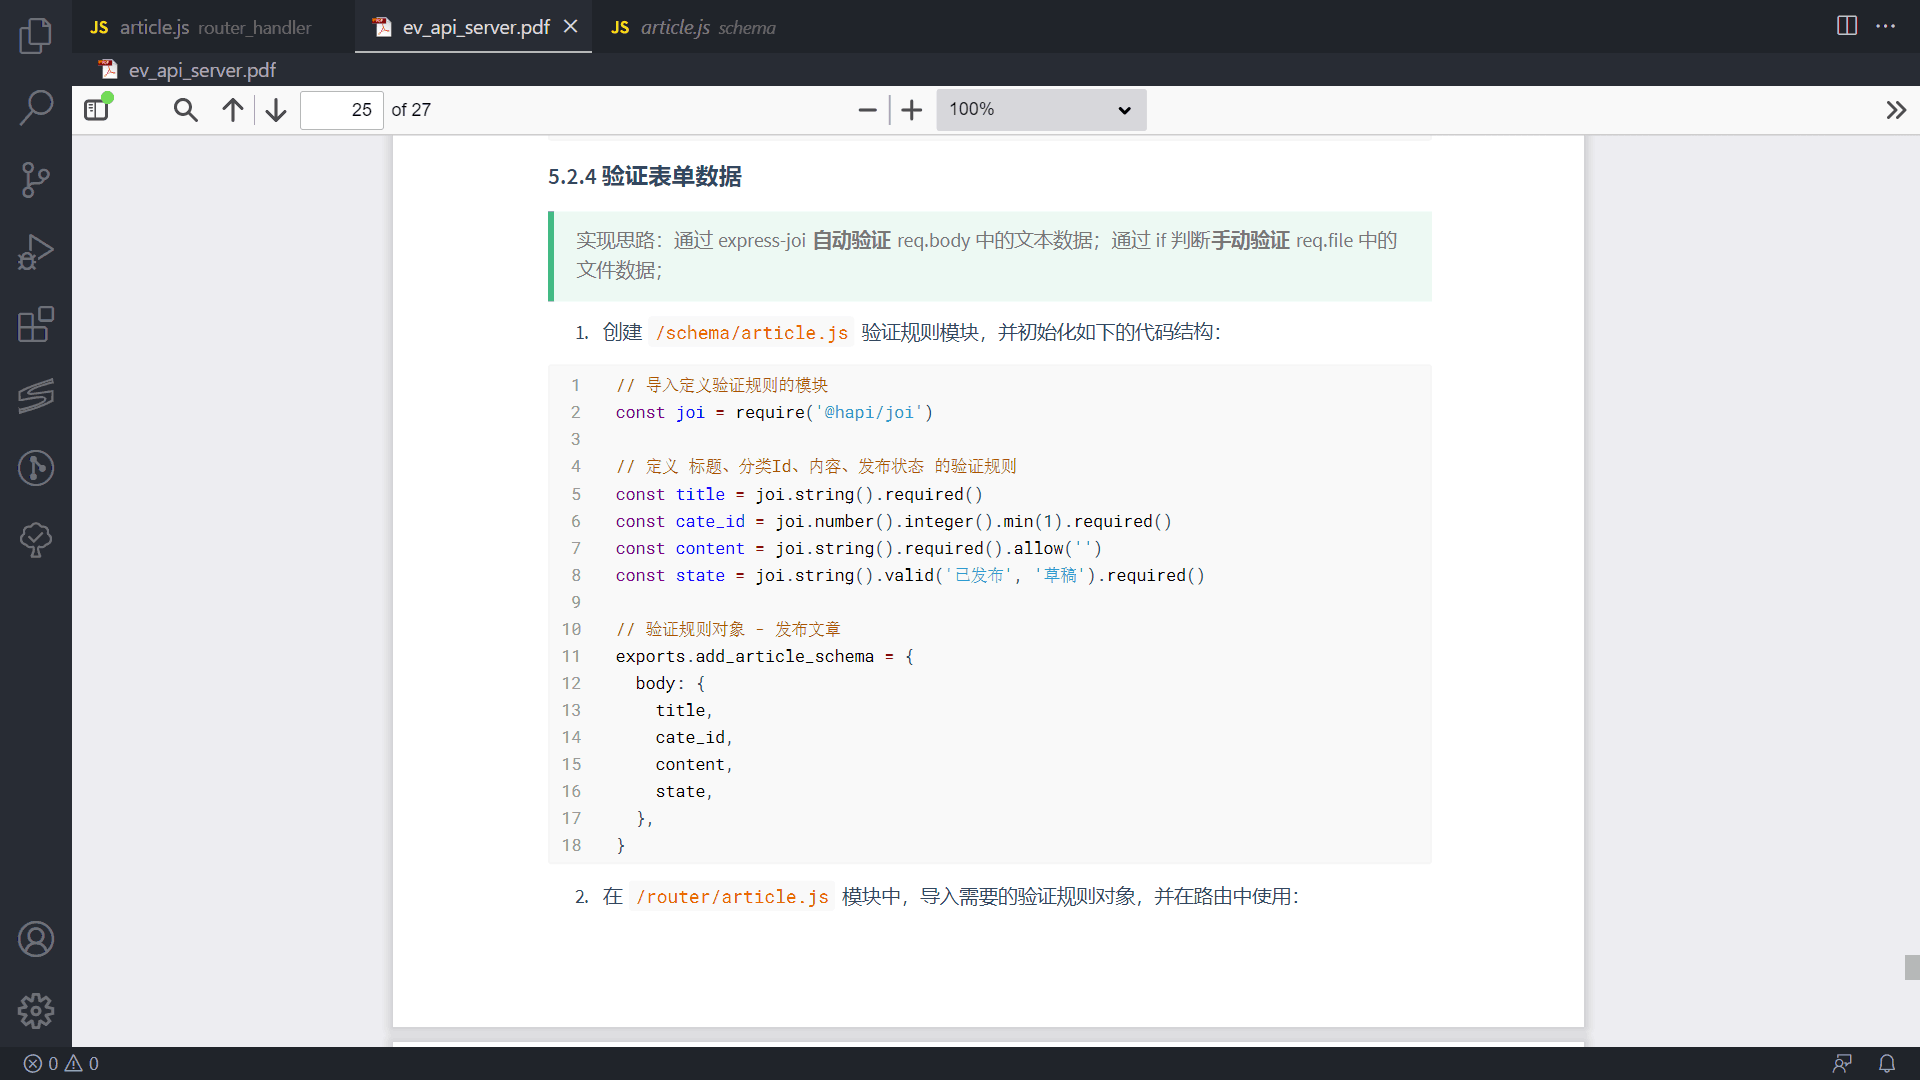 JS article.js router_handler
ev_api_server.pdf
JS article.js schema
ev_api_server.pdf
25 of 27
100%
5.2.4 验证表单数据
实现思路：通过 express-joi 自动验证 req.body 中的文本数据；通过 if 判断手动验证 req.file 中的
文件数据；
1. 创建 /schema/article.js 验证规则模块，并初始化如下的代码结构：
1 // 导入定义验证规则的模块
2 const joi = require('@hapi/joi')
3
4 // 定义 标题、分类Id、内容、发布状态 的验证规则
5 const title = joi.string().required()
6 const cate_id = joi.number().integer().min(1).required()
7 const content = joi.string().required().allow('')
8 const state = joi.string().valid('已发布', '草稿').required()
9
10 // 验证规则对象 - 发布文章
11 exports.add_article_schema = {
12 body: {
13 title,
14 cate_id,
15 content,
16 state,
17 },
18 }
2. 在 /router/article.js 模块中，导入需要的验证规则对象，并在路由中使用：
0 0